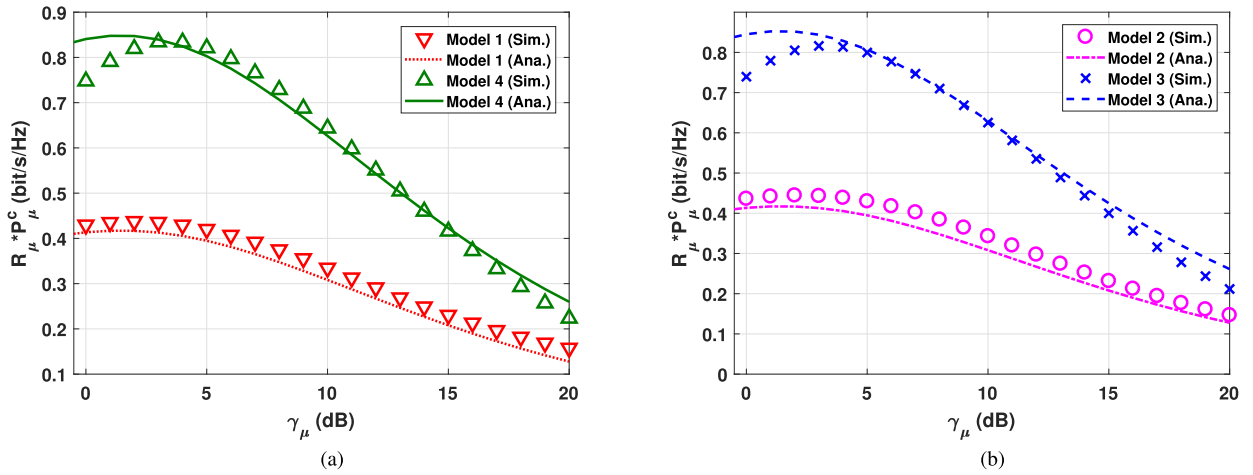 0.9
0.8
0.7
0.6
0.5
0.4
0.3
0.2
0.1
R_μ*P^c_μ (bit/s/Hz)
Model 1 (Sim.)
Model 1 (Ana.)
Model 4 (Sim.)
Model 4 (Ana.)
0 5 10 15 20
γ_μ (dB)
(a)
0.9
0.8
0.7
0.6
0.5
0.4
0.3
0.2
0.1
0
R_μ*P^c_μ (bit/s/Hz)
Model 2 (Sim.)
Model 2 (Ana.)
Model 3 (Sim.)
Model 3 (Ana.)
0 5 10 15 20
γ_μ (dB)
(b)